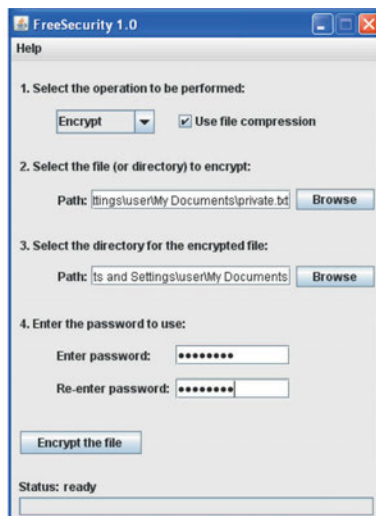 FreeSecurity 1.0
Help
1. Select the operation to be performed:
Encrypt Use file compression
2. Select the file (or directory) to encrypt:
Path: ttings\user\My Documents\private.txt Browse
3. Select the directory for the encrypted file:
Path: ts and Settings\user\My Documents Browse
4. Enter the password to use:
Enter password: ••••••••
Re-enter password: ••••••••
Encrypt the file
Status: ready